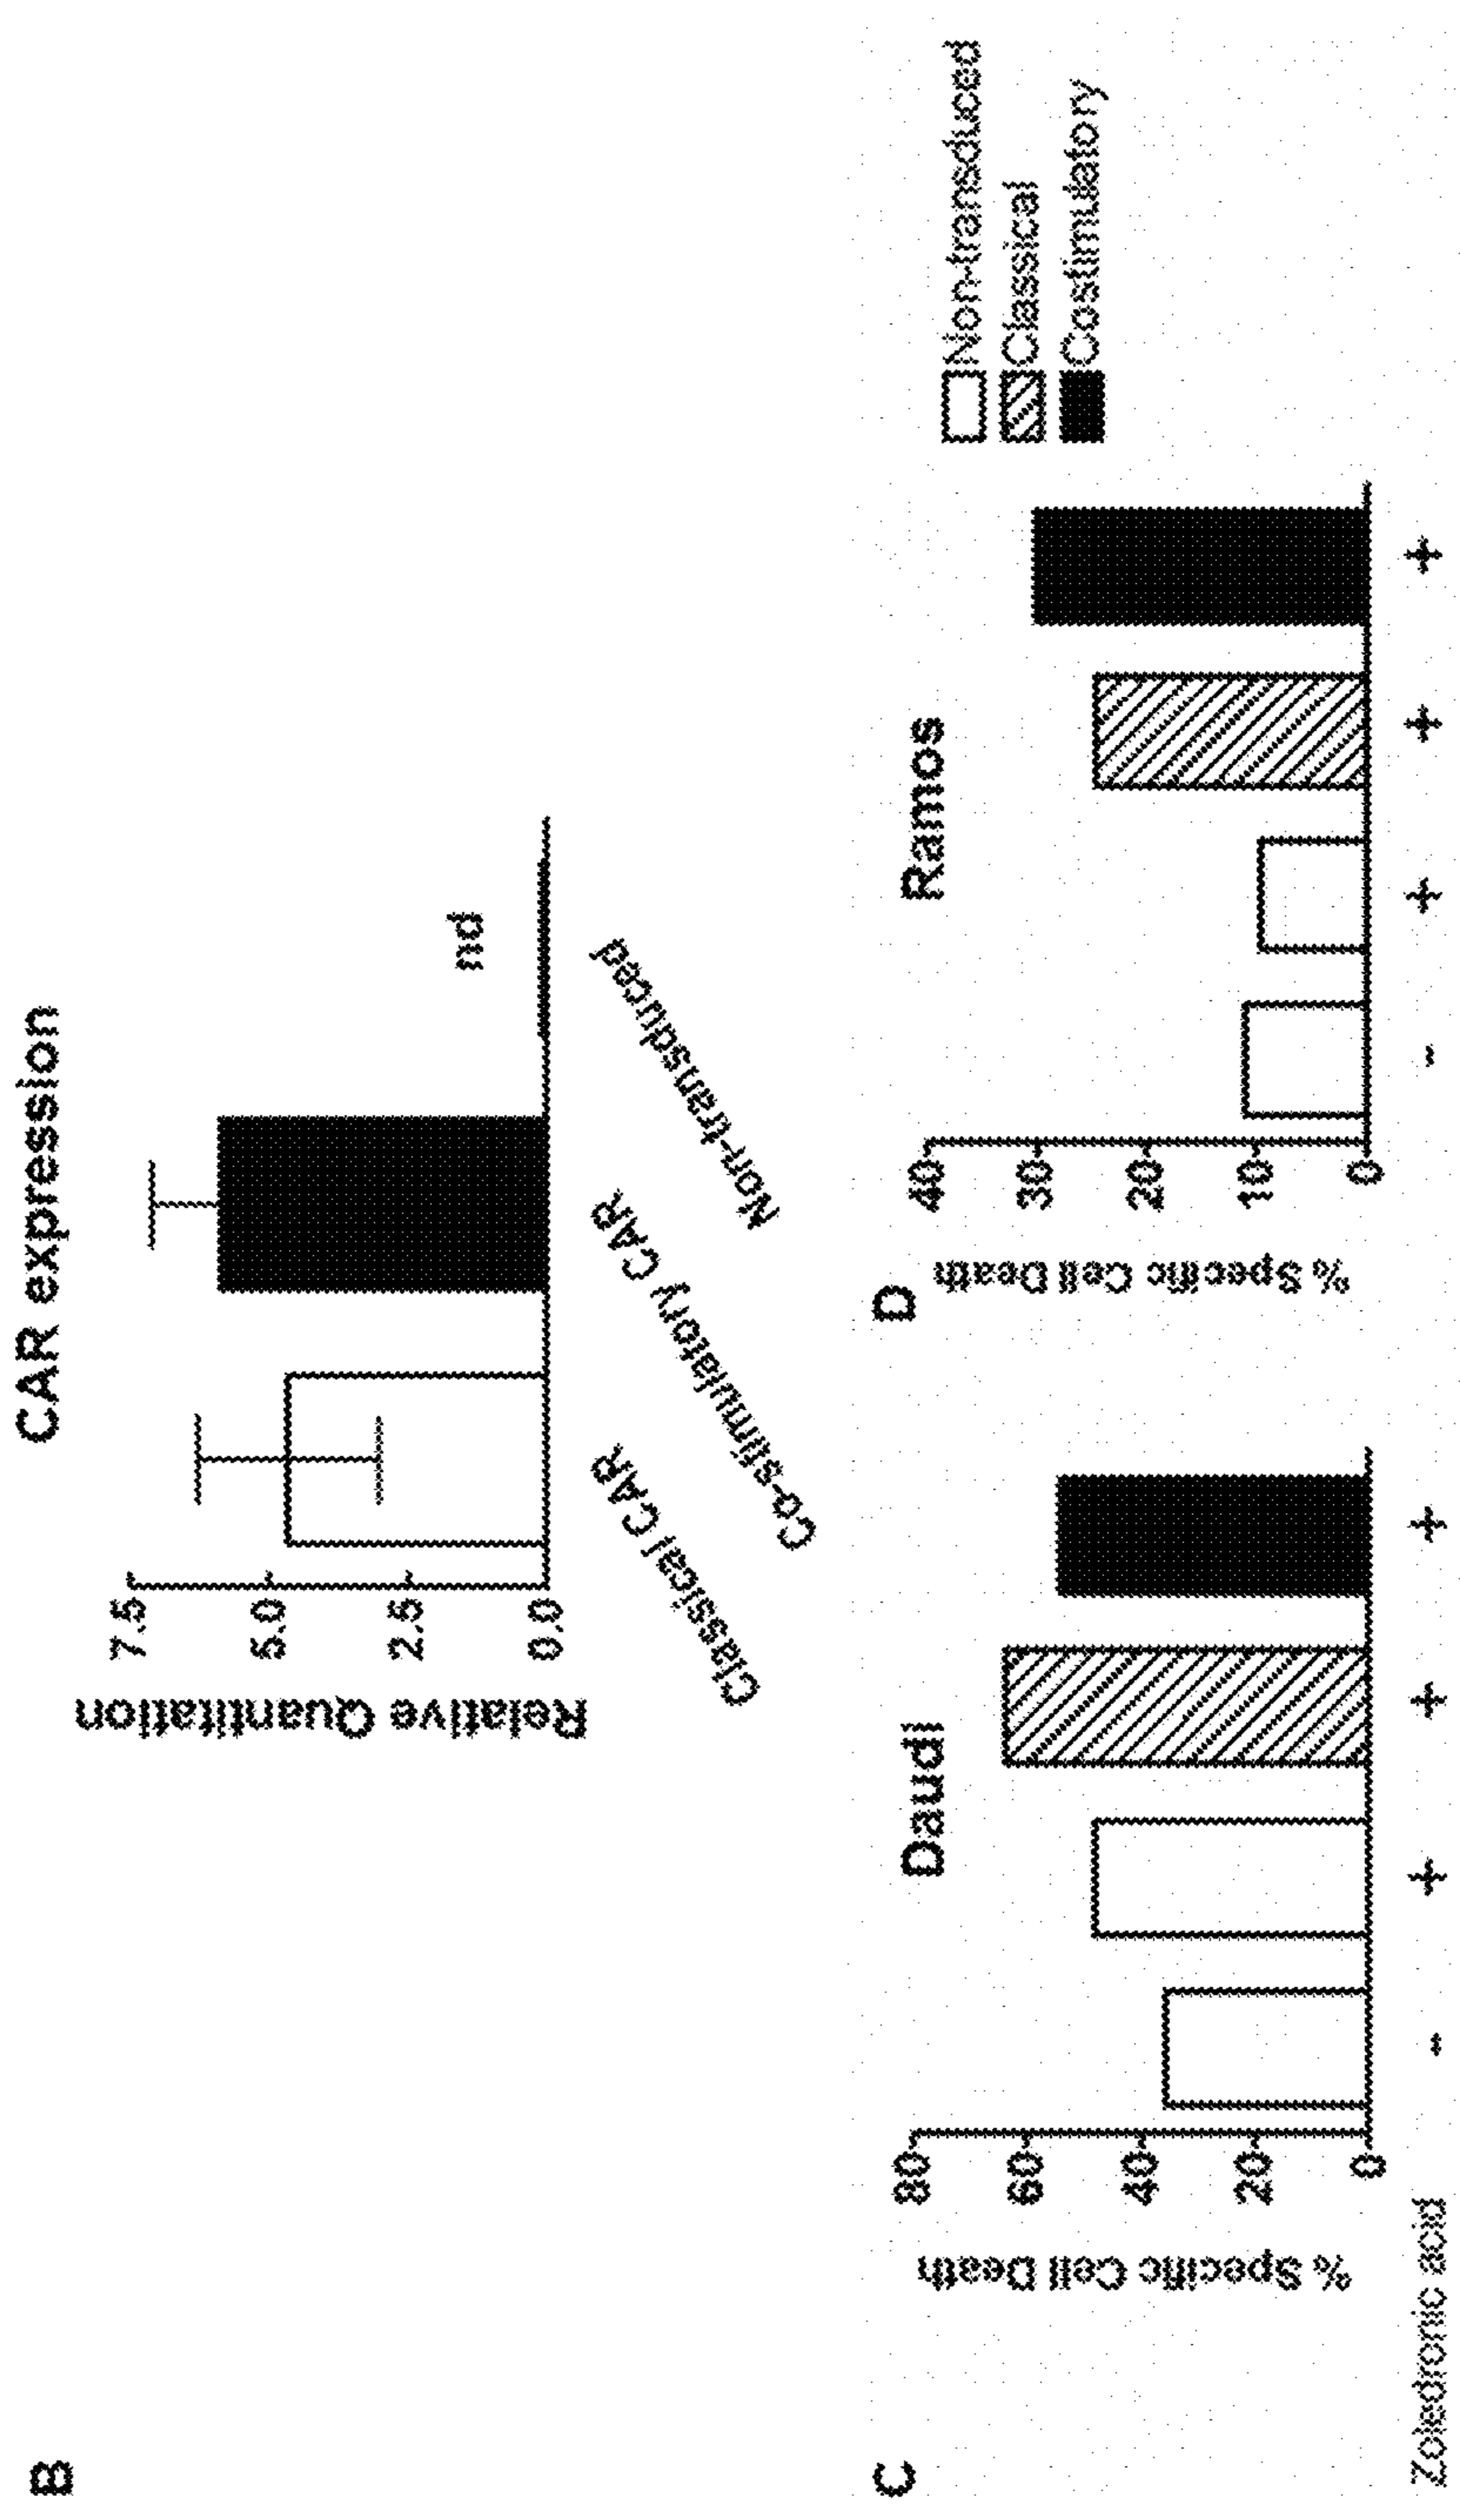 B
CAR expression
Relative Quantitation
7.5
5.0
2.5
0.0
nd
Classical CAR
Co-stimulatory CAR
Non-transduced
C
Daudi
% Specific Cell Death
80
60
40
20
0
Zoledronic acid
- + + +
D
Ramos
% Specific Cell Death
40
30
20
10
0
- + + +
Non-transduced
Classical
Costimulatory